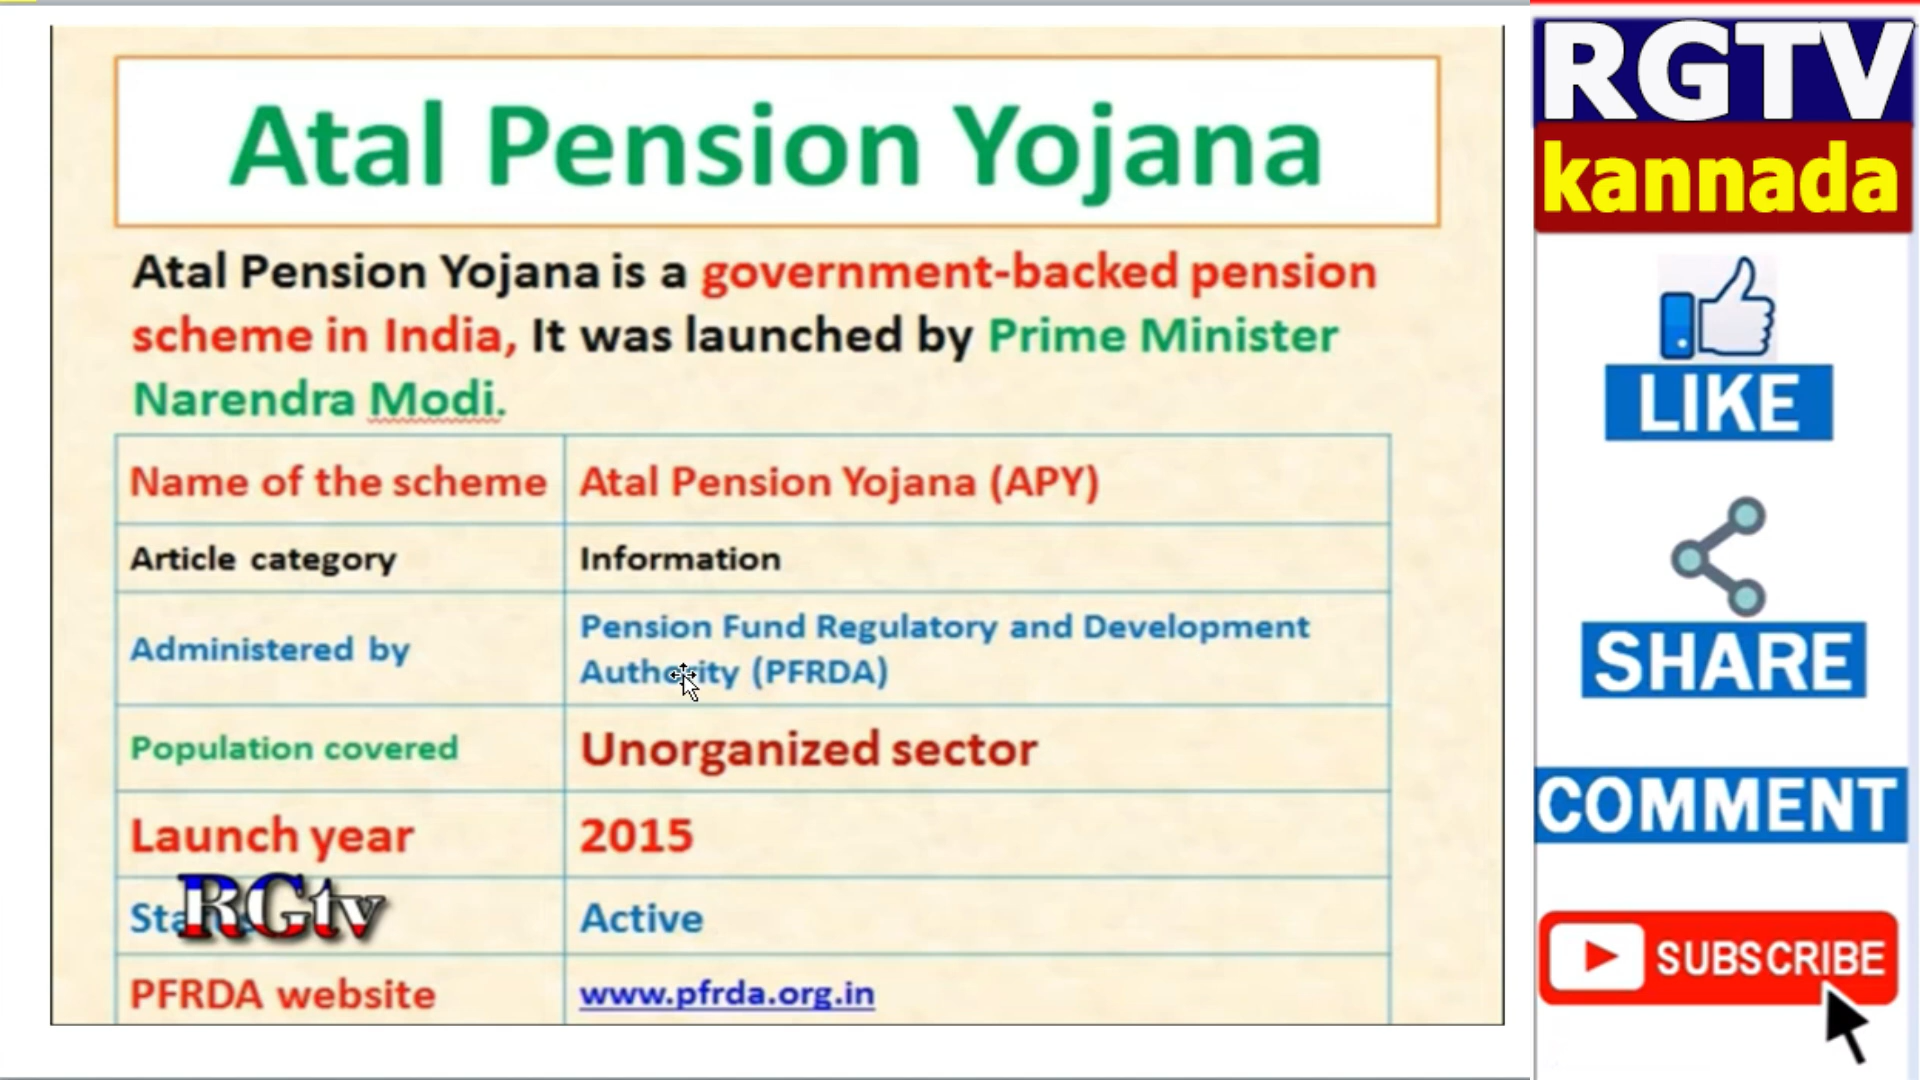 Atal Pension Yojana
Atal Pension Yojana is a government-backed pension
scheme in India, It was launched by Prime Minister
Narendra Modi.
Name of the scheme Atal Pension Yojana (APY)
Article category Information
Administered by Pension Fund Regulatory and Development
Authority (PFRDA)
Population covered Unorganized sector
Launch year 2015
Active
RGtv
PFRDA website www.pfrda.org.in
RGTV
kannada
LIKE
SHARE
COMMENT
SUBSCRIBE